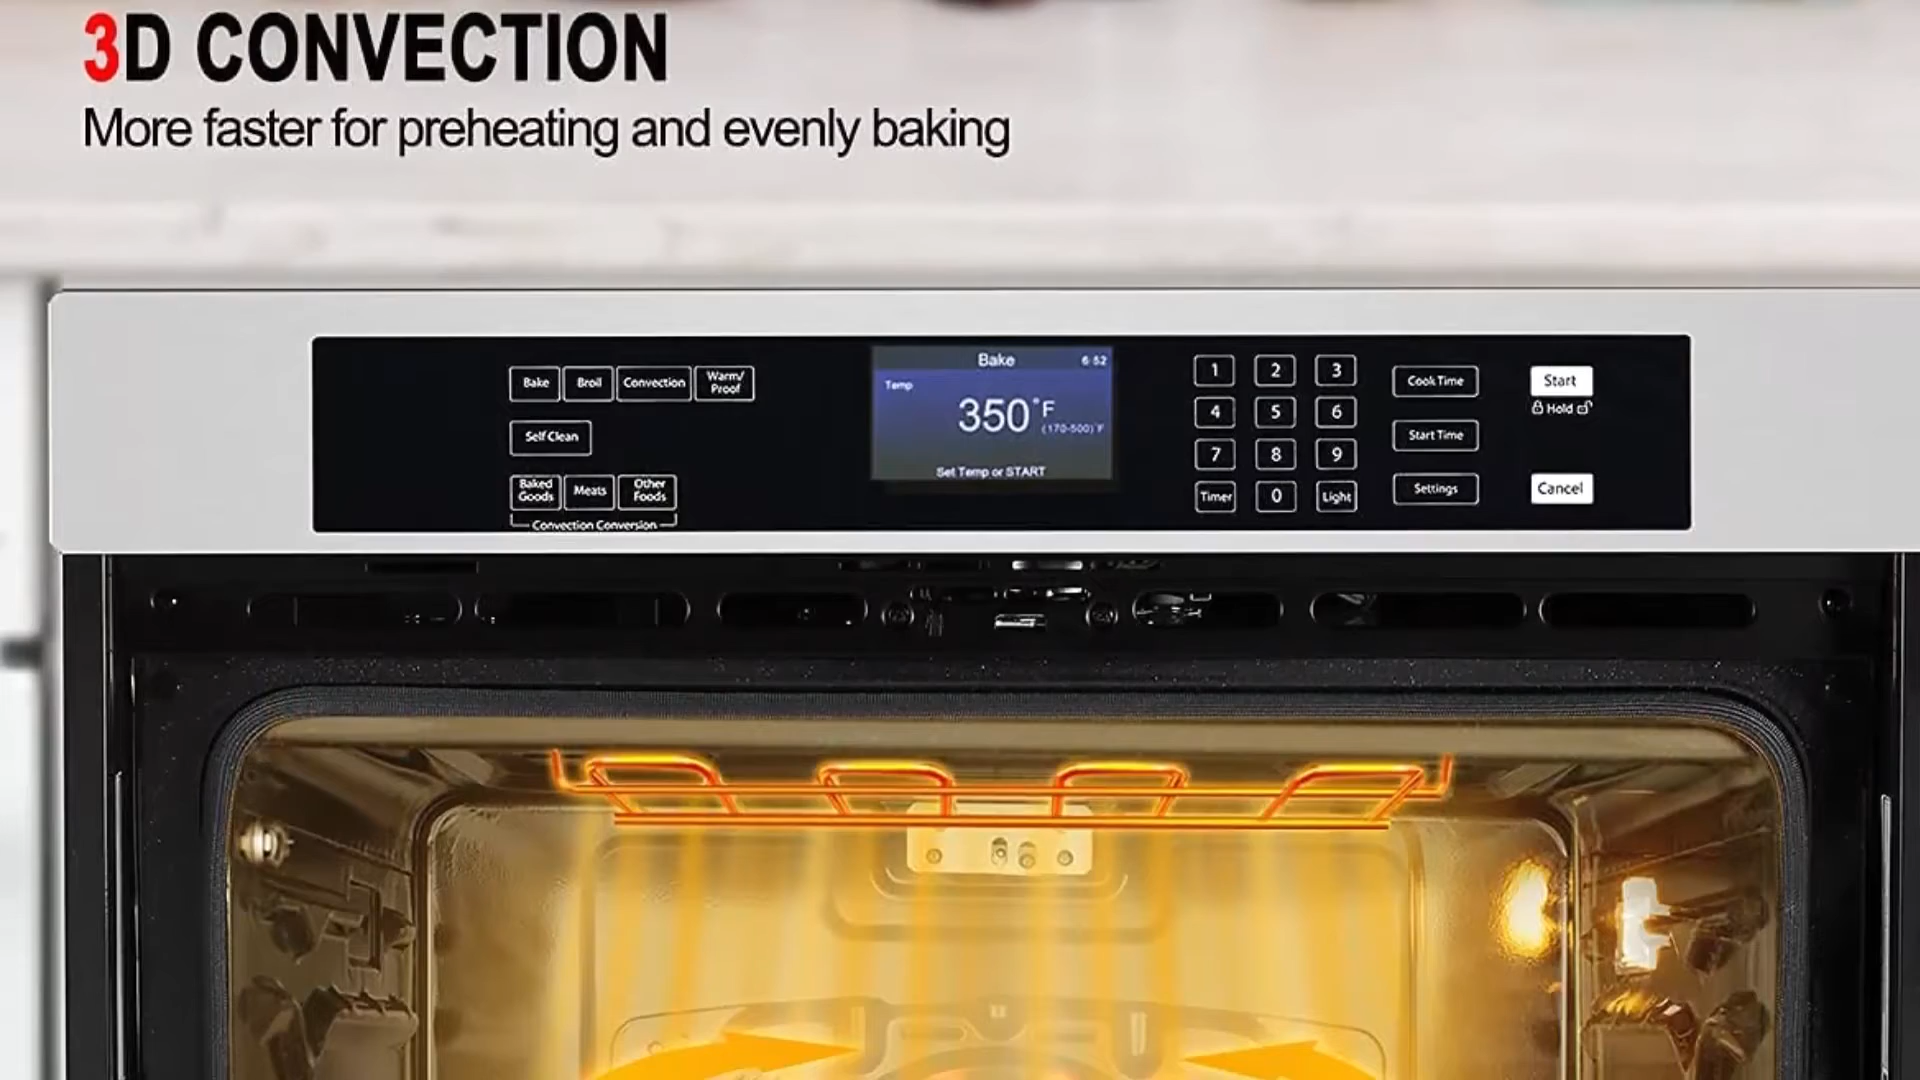 3D CONVECTION
More faster for preheating and evenly baking
Bake Broil Convection Warm/
Proof
Self Clean
Baked
Goods Meats Other
Foods
Convection Conversion
Bake 6:52
Temp
350°F
(170-500)°F
Set Temp or START
1 2 3
4 5 6
7 8 9
Timer 0 Light
Cook Time
Start Time
Settings
Start
Hold
Cancel